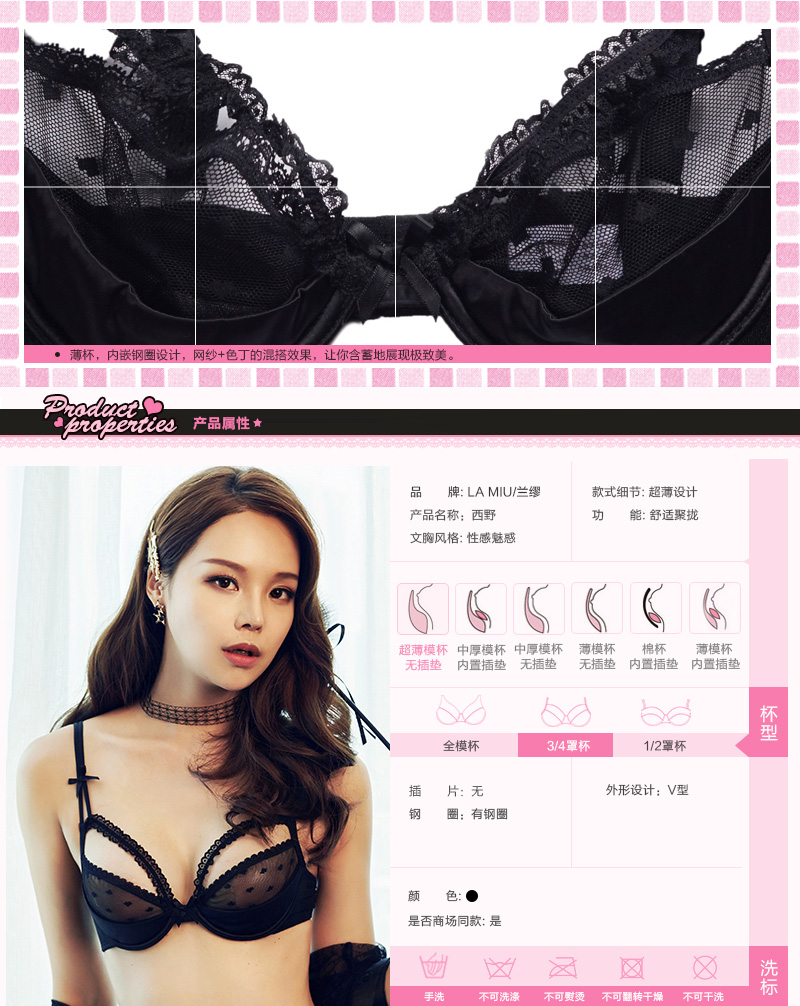 • 薄杯，内嵌钢圈设计，网纱+色丁的混搭效果，让你含蓄地展现极致美。
Product
properties 产品属性★
品 牌: LA MIU/兰缪
产品名称：西野
文胸风格: 性感魅惑
款式细节: 超薄设计
功 能: 舒适聚拢
超薄模杯
无插垫
中厚模杯
内置插垫
中厚模杯
无插垫
薄模杯
无插垫
棉杯
内置插垫
薄模杯
内置插垫
全模杯 3/4罩杯 1/2罩杯
杯型
插 片: 无
钢 圈：有钢圈
外形设计：V型
颜 色:
是否商场同款: 是
手洗 不可洗涤 不可熨烫 不可翻转干燥 不可干洗
洗标